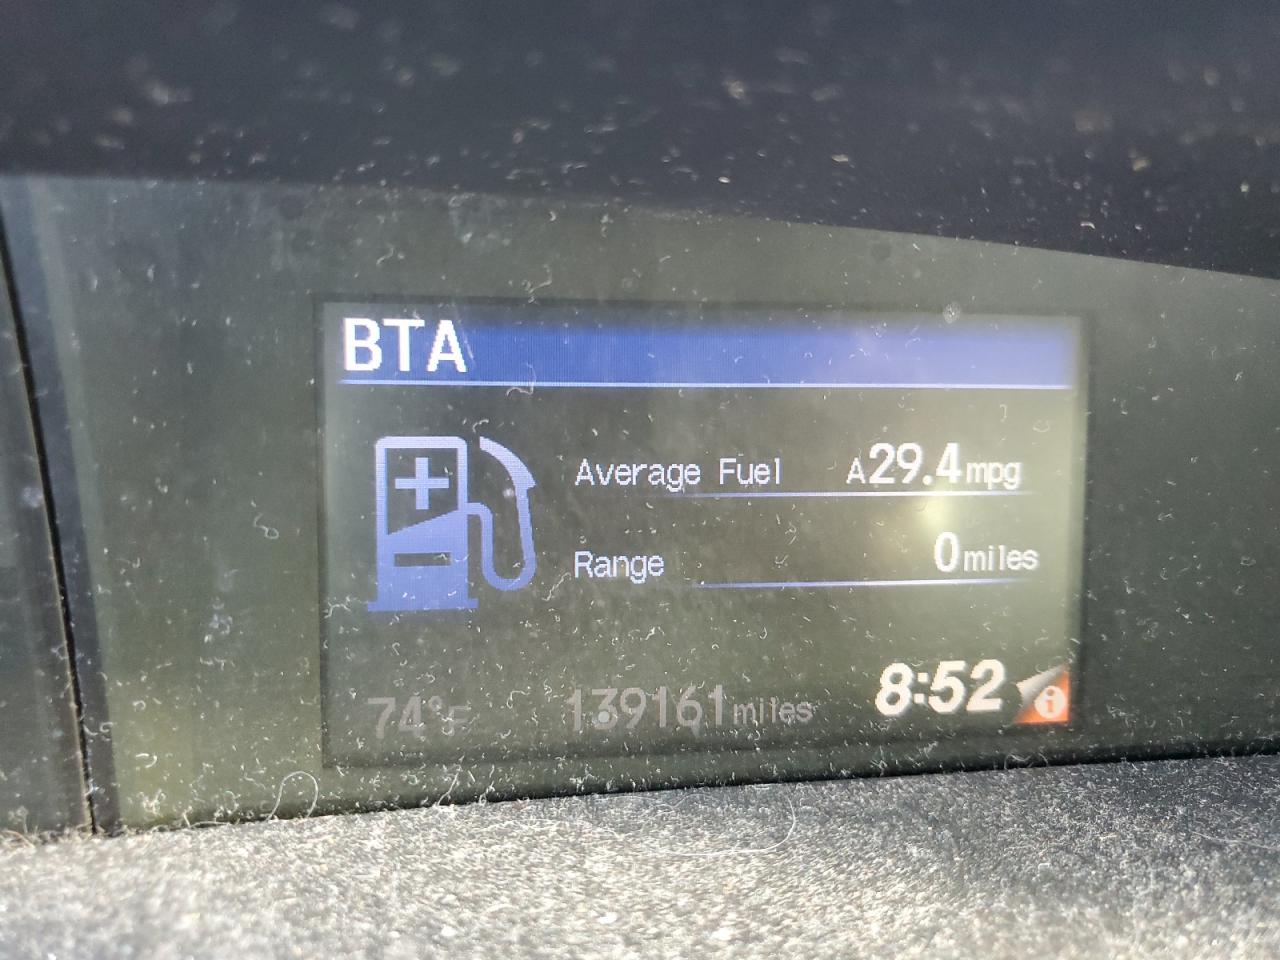 BTA
Average Fuel A29.4mpg
Range 0miles
74°F 139161miles 8:52 i